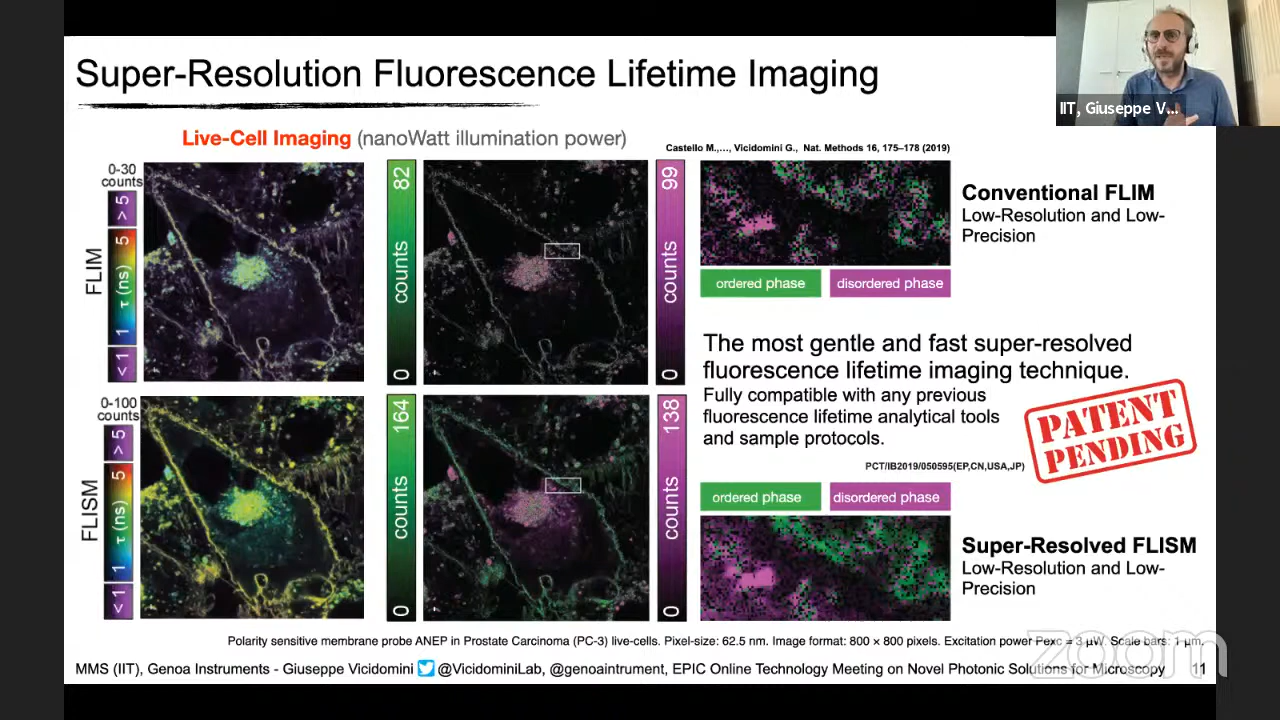 Super-Resolution Fluorescence Lifetime Imaging
IIT, Giuseppe V...
Live-Cell Imaging (nanoWatt illumination power)
Castello M.,..., Vicidomini G., Nat. Methods 16, 175–178 (2019)
0-30
counts
> 5
5
τ (ns)
1
< 1
FLIM
82
counts
0
99
counts
0
Conventional FLIM
Low-Resolution and Low-
Precision
ordered phase
disordered phase
The most gentle and fast super-resolved
fluorescence lifetime imaging technique.
Fully compatible with any previous
fluorescence lifetime analytical tools
and sample protocols.
PATENT
PENDING
PCT/IB2019/050595(EP,CN,USA,JP)
0-100
counts
> 5
5
τ (ns)
1
< 1
FLISM
164
counts
0
138
counts
0
ordered phase
disordered phase
Super-Resolved FLISM
Low-Resolution and Low-
Precision
Polarity sensitive membrane probe ANEP in Prostate Carcinoma (PC-3) live-cells. Pixel-size: 62.5 nm. Image format: 800 × 800 pixels. Excitation power Pexc = 3 µW. Scale bars: 1 µm.
zoom
MMS (IIT), Genoa Instruments - Giuseppe Vicidomini @VicidominiLab, @genoaintrument, EPIC Online Technology Meeting on Novel Photonic Solutions for Microscopy 11